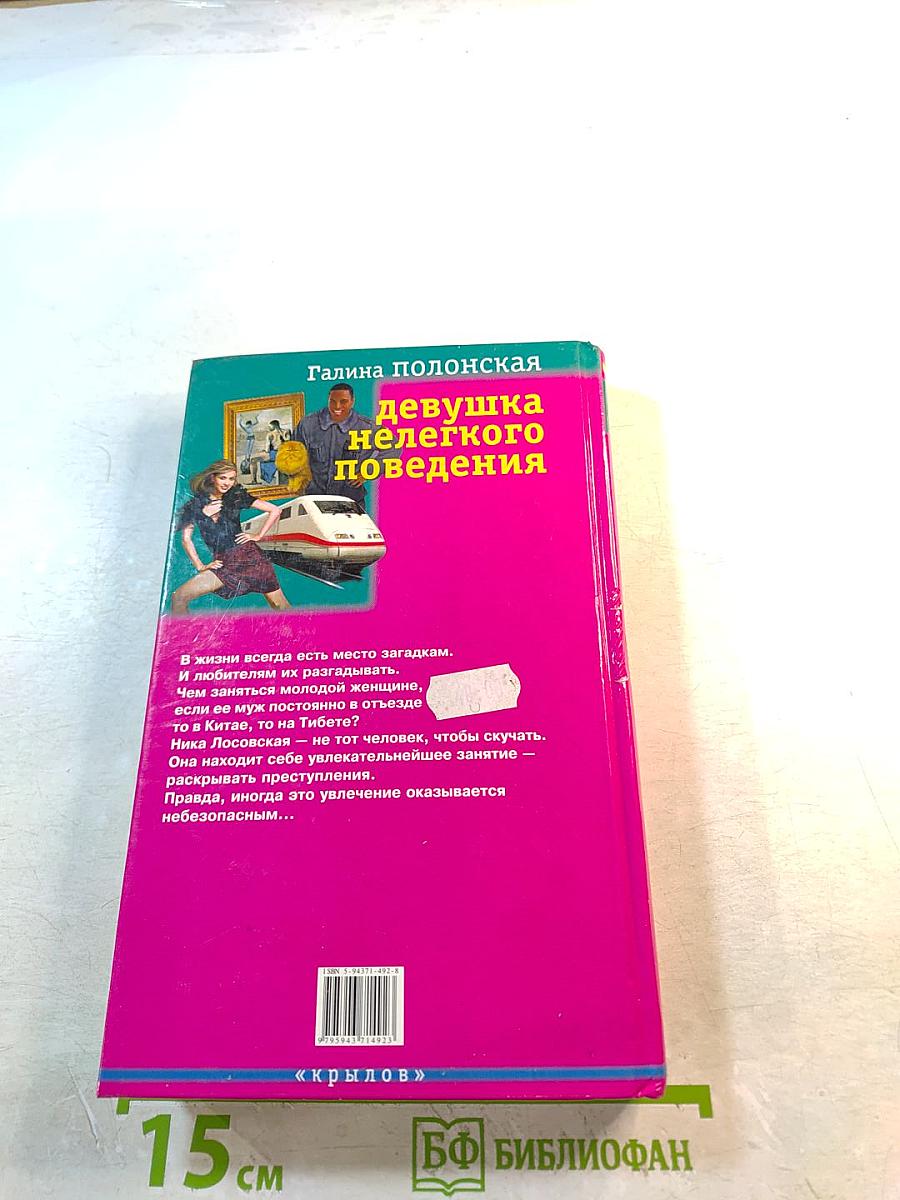 Галина ПОЛОНСКАЯ
девушка
нелегкого
поведения
В жизни всегда есть место загадкам.
И любителям их разгадывать.
Чем заняться молодой женщине,
если ее муж постоянно в отъезде
то в Китае, то на Тибете?
Ника Лосовская — не тот человек, чтобы скучать.
Она находит себе увлекательнейшее занятие —
раскрывать преступления.
Правда, иногда это увлечение оказывается
небезопасным...
ISBN 5-94371-492-8
9795943714923
«крылов»
15 см
БФ БИБЛИОФАН